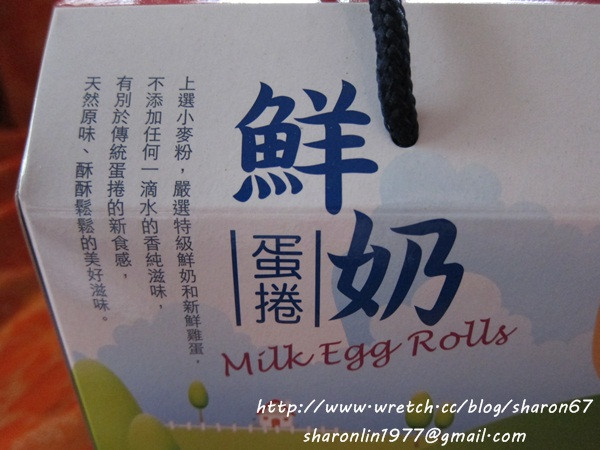 鮮奶
蛋捲
Milk Egg Rolls
上選小麥粉，嚴選特級鮮奶和新鮮雞蛋，
不添加任何一滴水的香純滋味，
有別於傳統蛋捲的新食感，
天然原味、酥酥鬆鬆的美好滋味。
http://www.wretch.cc/blog/sharon67
sharonlin1977@gmail.com